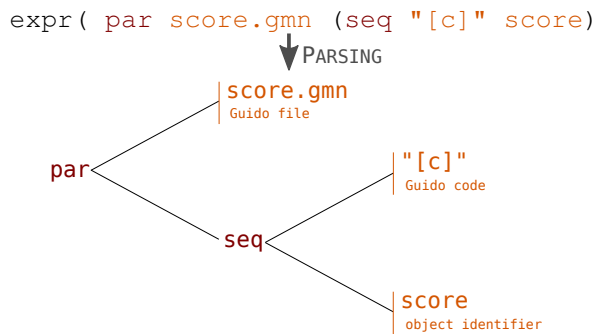 expr( par score.gmn (seq "[c]" score)
PARSING
score.gmn
Guido file
par
"[c]"
Guido code
seq
score
object identifier